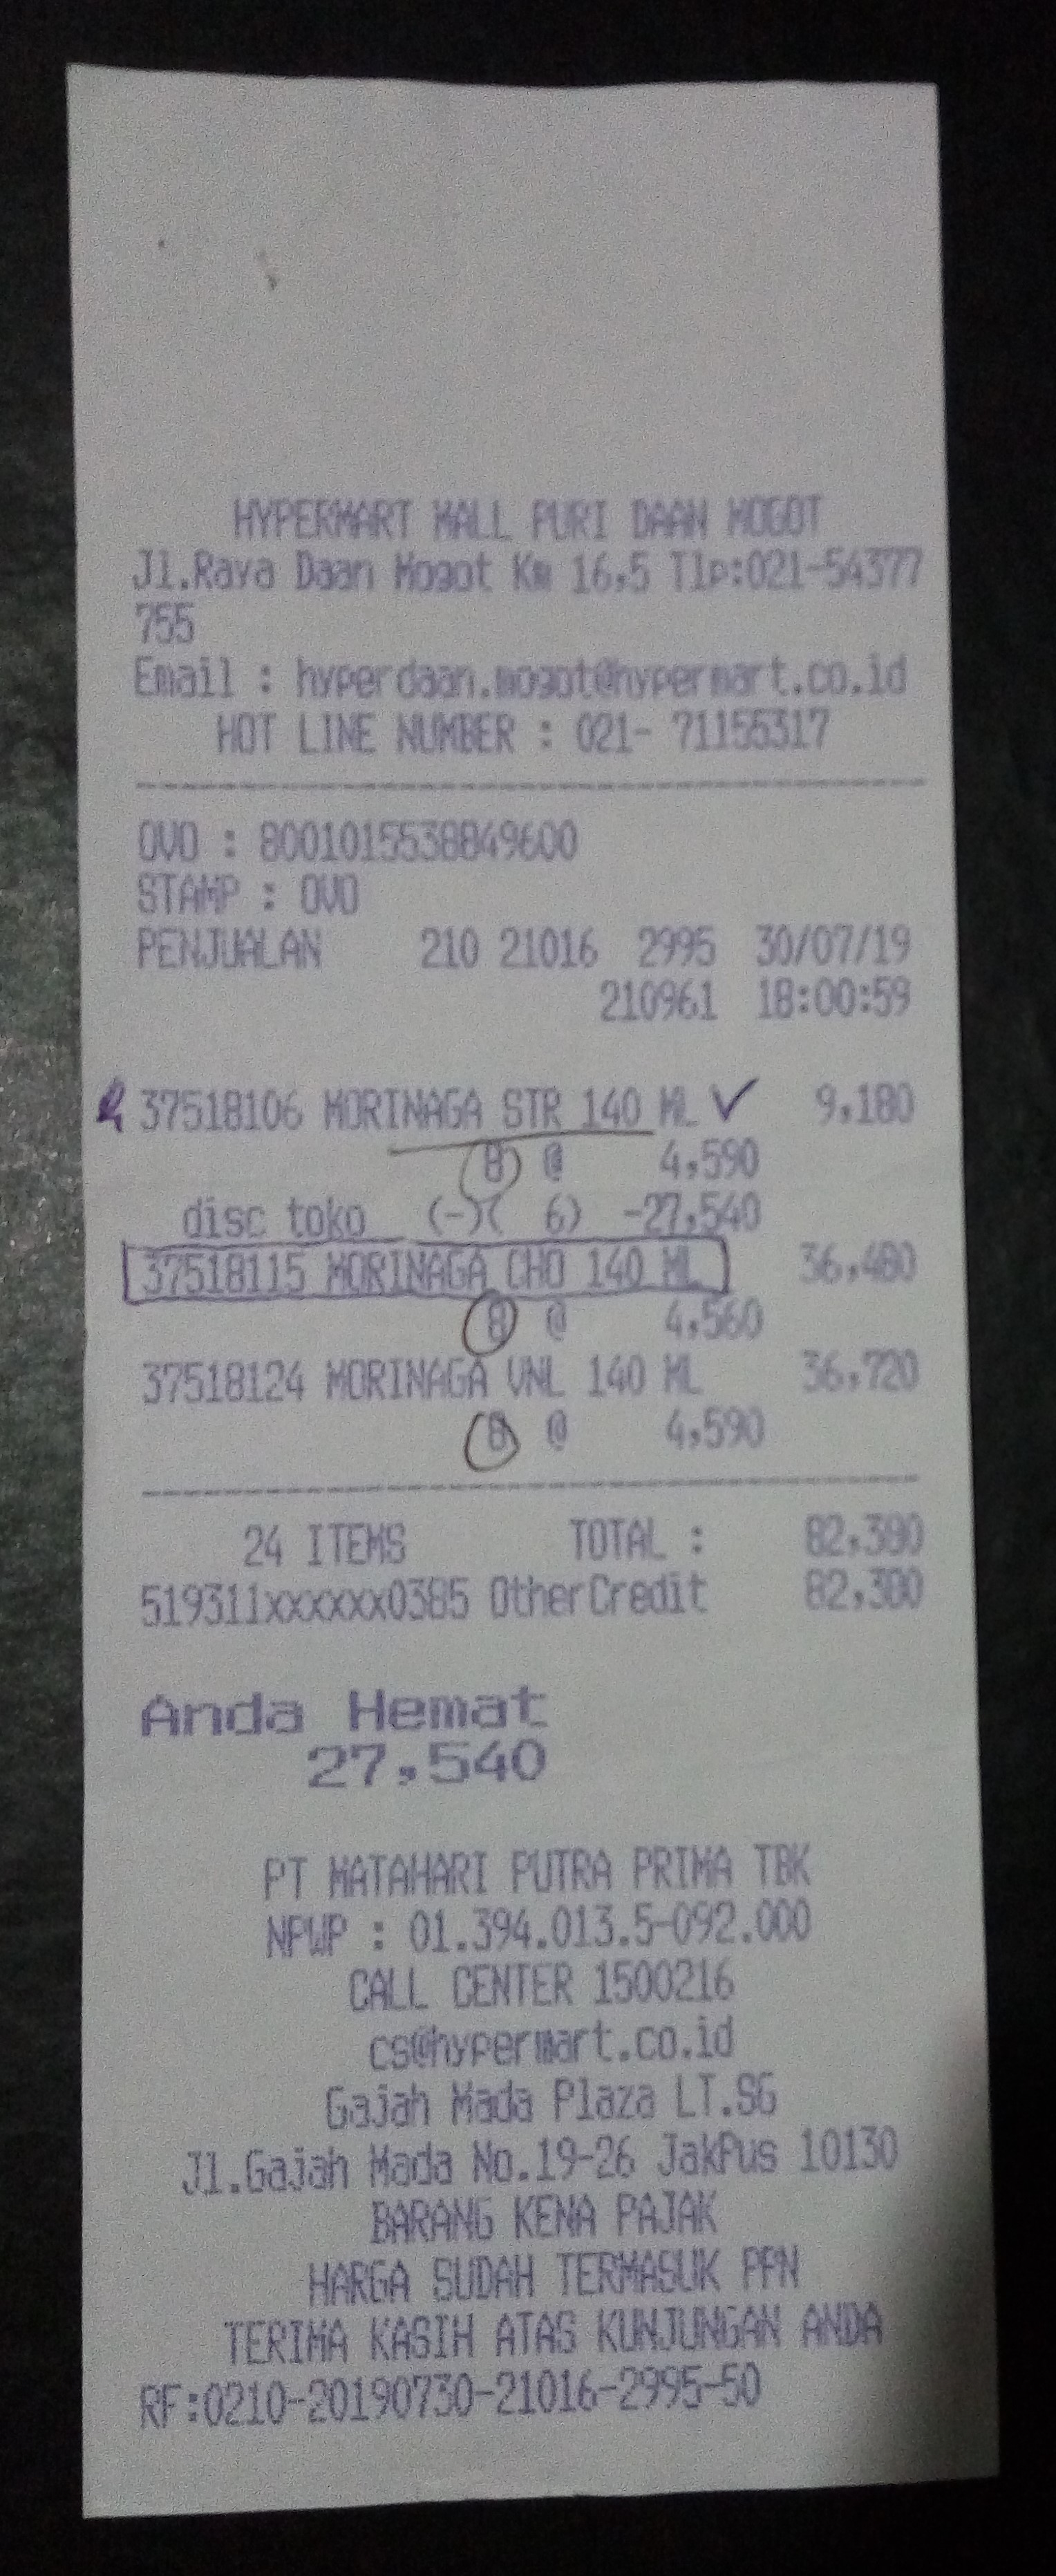 HYPERMART MALL PURI DAAN MOGOT
Jl.Raya Daan Mogot Km 16,5 Tlp:021-54377
755
Email : hyperdaan.mogot@hypermart.co.id
HOT LINE NUMBER : 021- 71155317
OVO : 8001015538849600
STAMP : OVO
PENJUALAN 210 21016 2995 30/07/19
210961 18:00:59
37518106 MORINAGA STR 140 ML ✓ 9,180
8 @ 4,590
disc toko (-)( 6) -27,540
37518115 MORINAGA CHO 140 ML 36,480
8 @ 4,560
37518124 MORINAGA VNL 140 ML 36,720
8 @ 4,590
24 ITEMS TOTAL : 82,380
519311xxxxxx0385 OtherCredit 82,380
Anda Hemat
27,540
PT MATAHARI PUTRA PRIMA TBK
NPWP : 01.394.013.5-092.000
CALL CENTER 1500216
cs@hypermart.co.id
Gajah Mada Plaza LT.SG
Jl.Gajah Mada No.19-26 JakPus 10130
BARANG KENA PAJAK
HARGA SUDAH TERMASUK PPN
TERIMA KASIH ATAS KUNJUNGAN ANDA
RF:0210-20190730-21016-2995-50